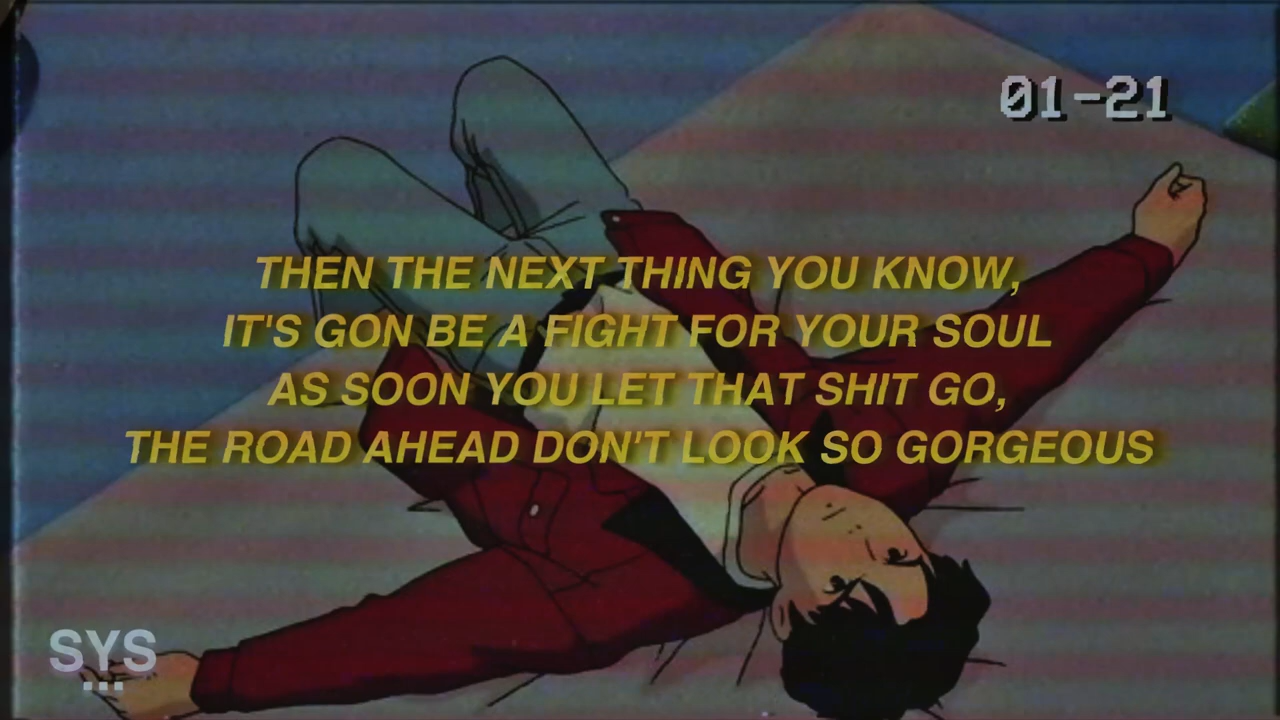 01-21
THEN THE NEXT THING YOU KNOW,
IT'S GON BE A FIGHT FOR YOUR SOUL
AS SOON YOU LET THAT SHIT GO,
THE ROAD AHEAD DON'T LOOK SO GORGEOUS
SYS
...